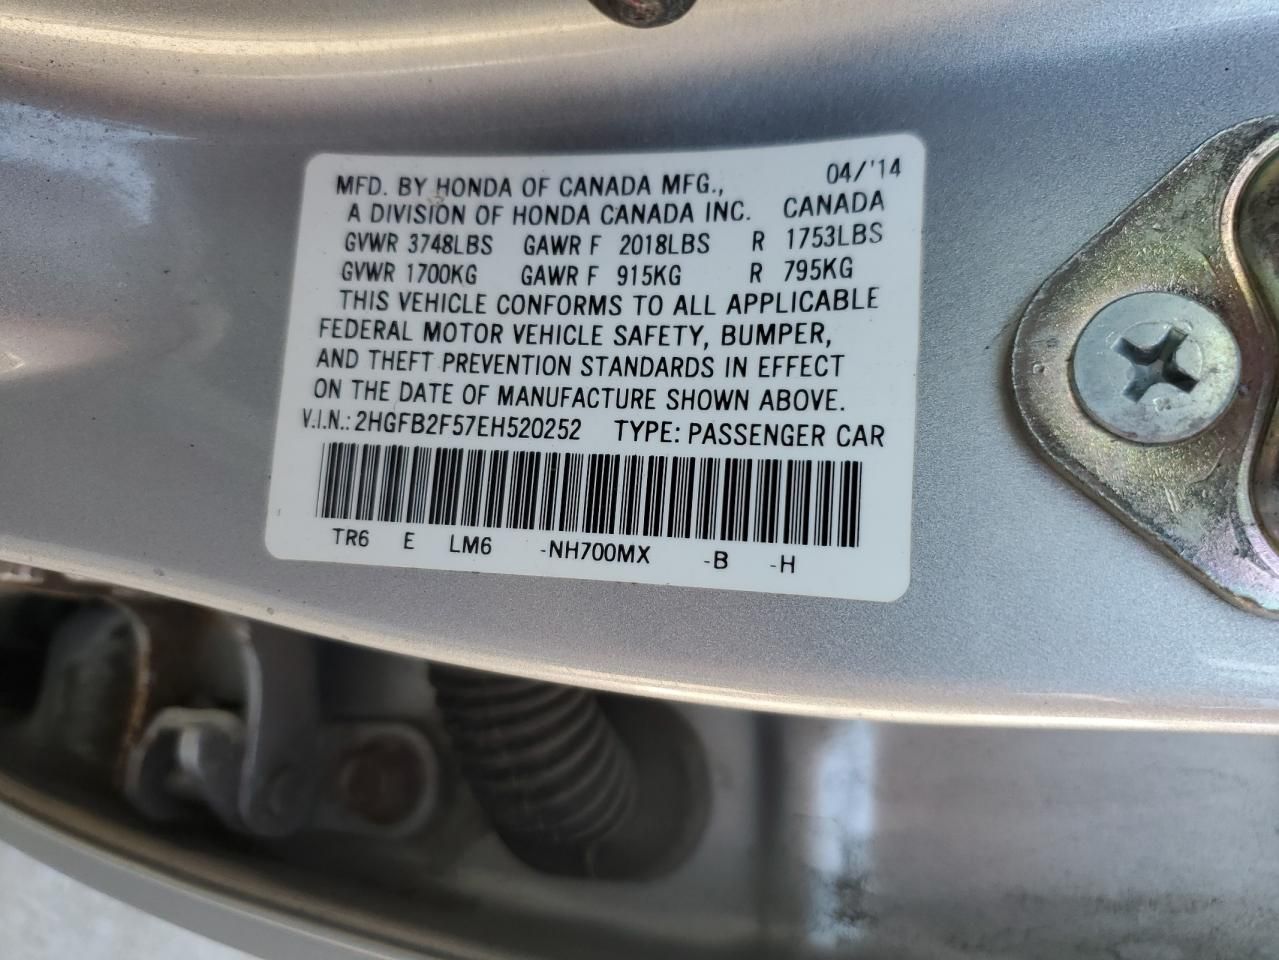 MFD. BY HONDA OF CANADA MFG., 04/'14
A DIVISION OF HONDA CANADA INC. CANADA
GVWR 3748LBS GAWR F 2018LBS R 1753LBS
GVWR 1700KG GAWR F 915KG R 795KG
THIS VEHICLE CONFORMS TO ALL APPLICABLE
FEDERAL MOTOR VEHICLE SAFETY, BUMPER,
AND THEFT PREVENTION STANDARDS IN EFFECT
ON THE DATE OF MANUFACTURE SHOWN ABOVE.
V.I.N.: 2HGFB2F57EH520252 TYPE: PASSENGER CAR
TR6 E LM6 -NH700MX -B -H